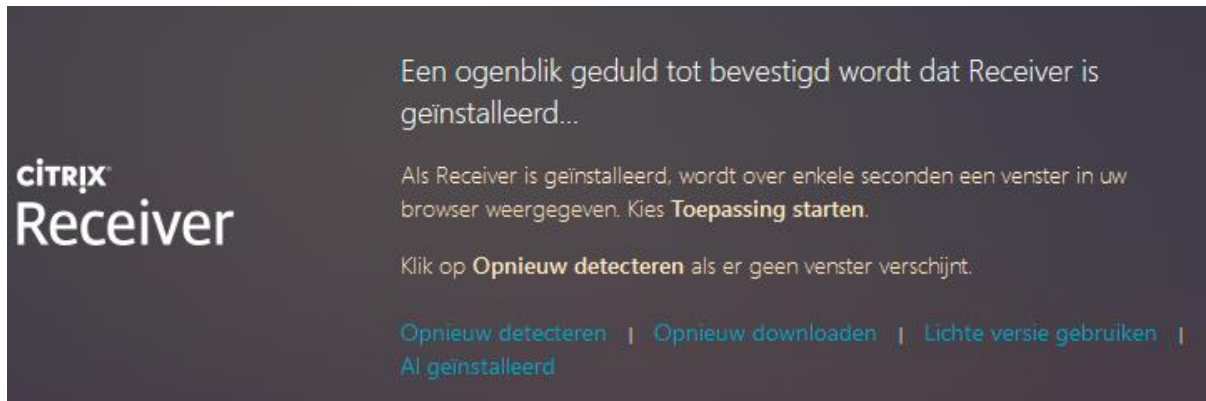 Een ogenblik geduld tot bevestigd wordt dat Receiver is
geïnstalleerd...
CİTRIX
Receiver
Als Receiver is geïnstalleerd, wordt over enkele seconden een venster in uw
browser weergegeven. Kies Toepassing starten.
Klik op Opnieuw detecteren als er geen venster verschijnt.
Opnieuw detecteren | Opnieuw downloaden | Lichte versie gebruiken |
Al geïnstalleerd